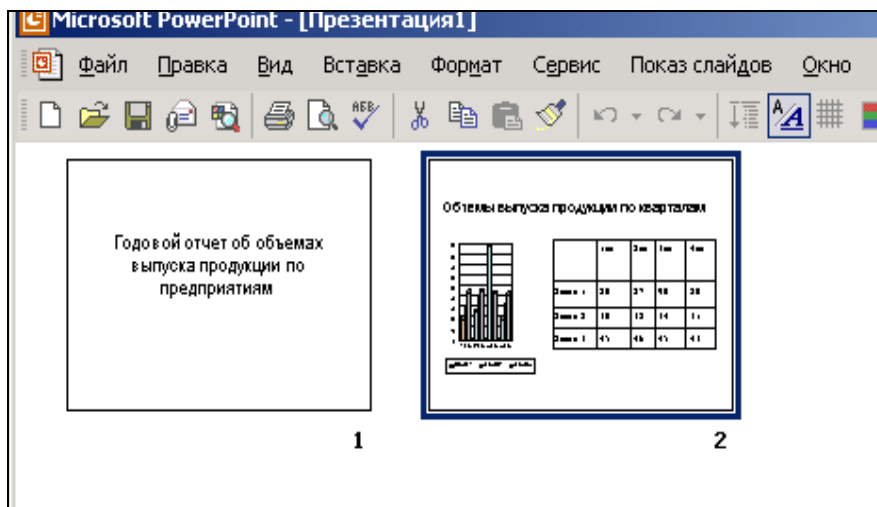 Microsoft PowerPoint - [Презентация1]
Файл Правка Вид Вставка Формат Сервис Показ слайдов Окно
Годовой отчет об объемах
выпуска продукции по
предприятиям
Объемы выпуска продукции по кварталам
1
2